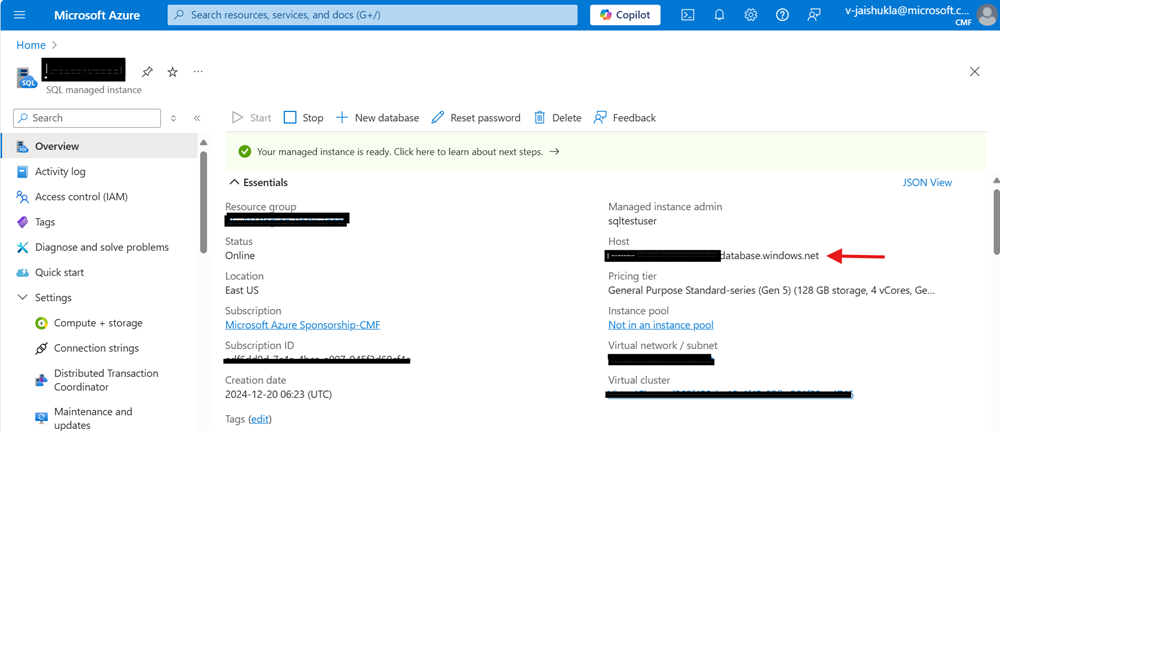 Microsoft Azure
Search resources, services, and docs (G+/)
Copilot
v-jaishukla@microsoft.c...
CMF
Home
SQL
SQL managed instance
Search
Start
Stop
New database
Reset password
Delete
Feedback
Overview
Activity log
Access control (IAM)
Tags
Diagnose and solve problems
Quick start
Settings
Compute + storage
Connection strings
Distributed Transaction
Coordinator
Maintenance and
updates
Your managed instance is ready. Click here to learn about next steps.
Essentials
JSON View
Resource group
Status
Online
Location
East US
Subscription
Microsoft Azure Sponsorship-CMF
Subscription ID
Creation date
2024-12-20 06:23 (UTC)
Tags (edit)
Managed instance admin
sqltestuser
Host
database.windows.net
Pricing tier
General Purpose Standard-series (Gen 5) (128 GB storage, 4 vCores, Ge...
Instance pool
Not in an instance pool
Virtual network / subnet
Virtual cluster